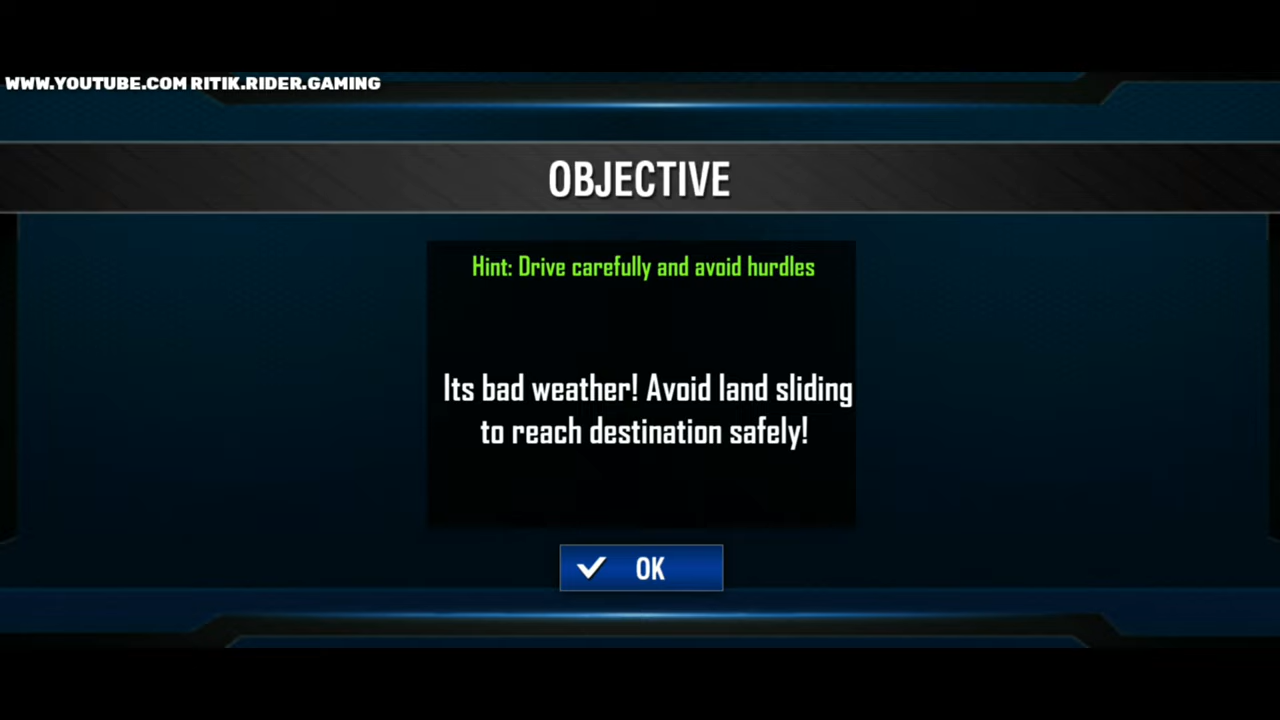 WWW.YOUTUBE.COM RITIK.RIDER.GAMING
OBJECTIVE
Hint: Drive carefully and avoid hurdles
Its bad weather! Avoid land sliding
to reach destination safely!
OK